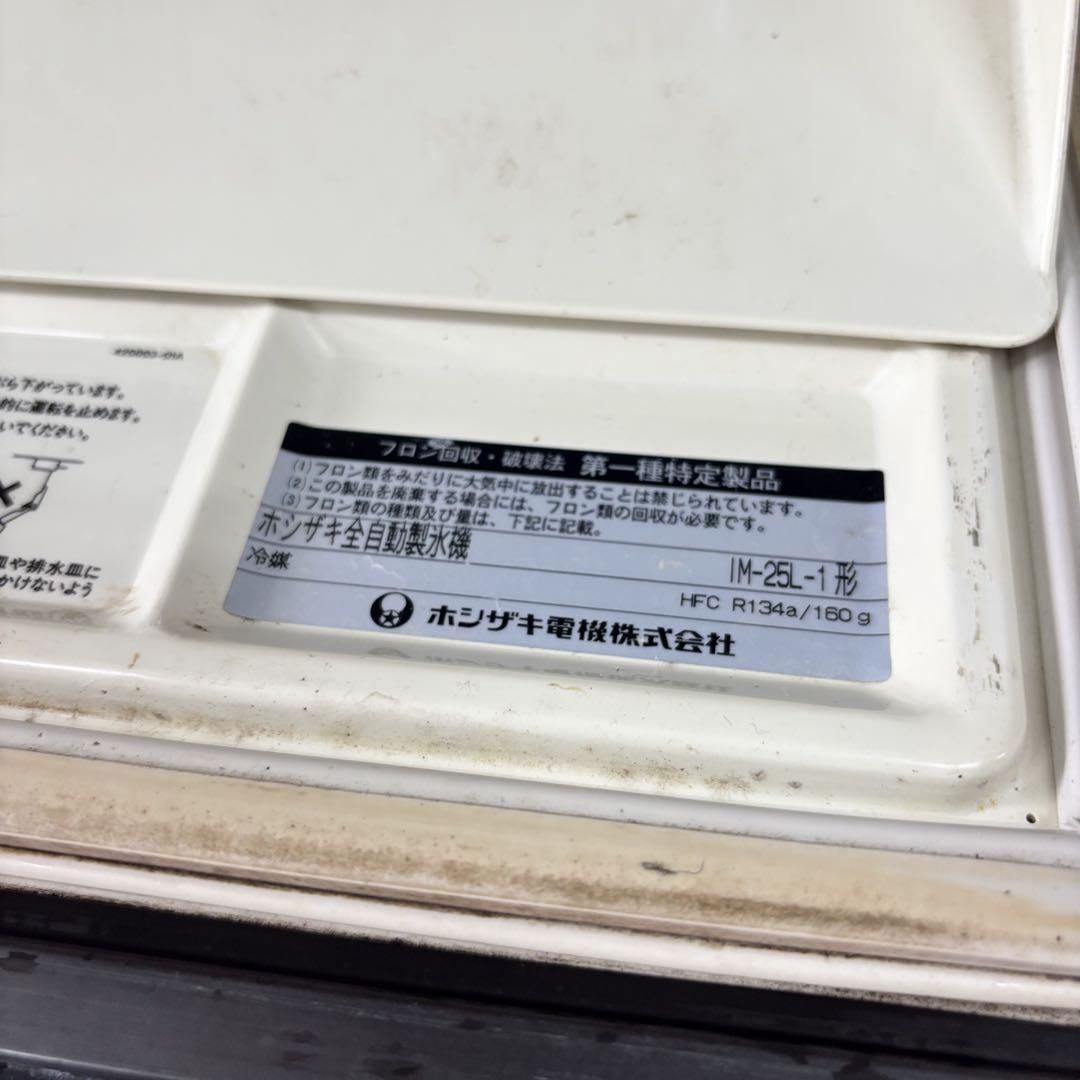 ぶら下がっています。
的に運転を止めます。
いでください。
皿や排水皿に
かけないよう
フロン回収・破壊法 第一種特定製品
(1)フロン類をみだりに大気中に放出することは禁じられています。
(2)この製品を廃棄する場合には、フロン類の回収が必要です。
(3)フロン類の種類及び量は、下記に記載。
ホシザキ全自動製氷機
IM-25L-1 形
冷媒
HFC R134a/160g
ホシザキ電機株式会社